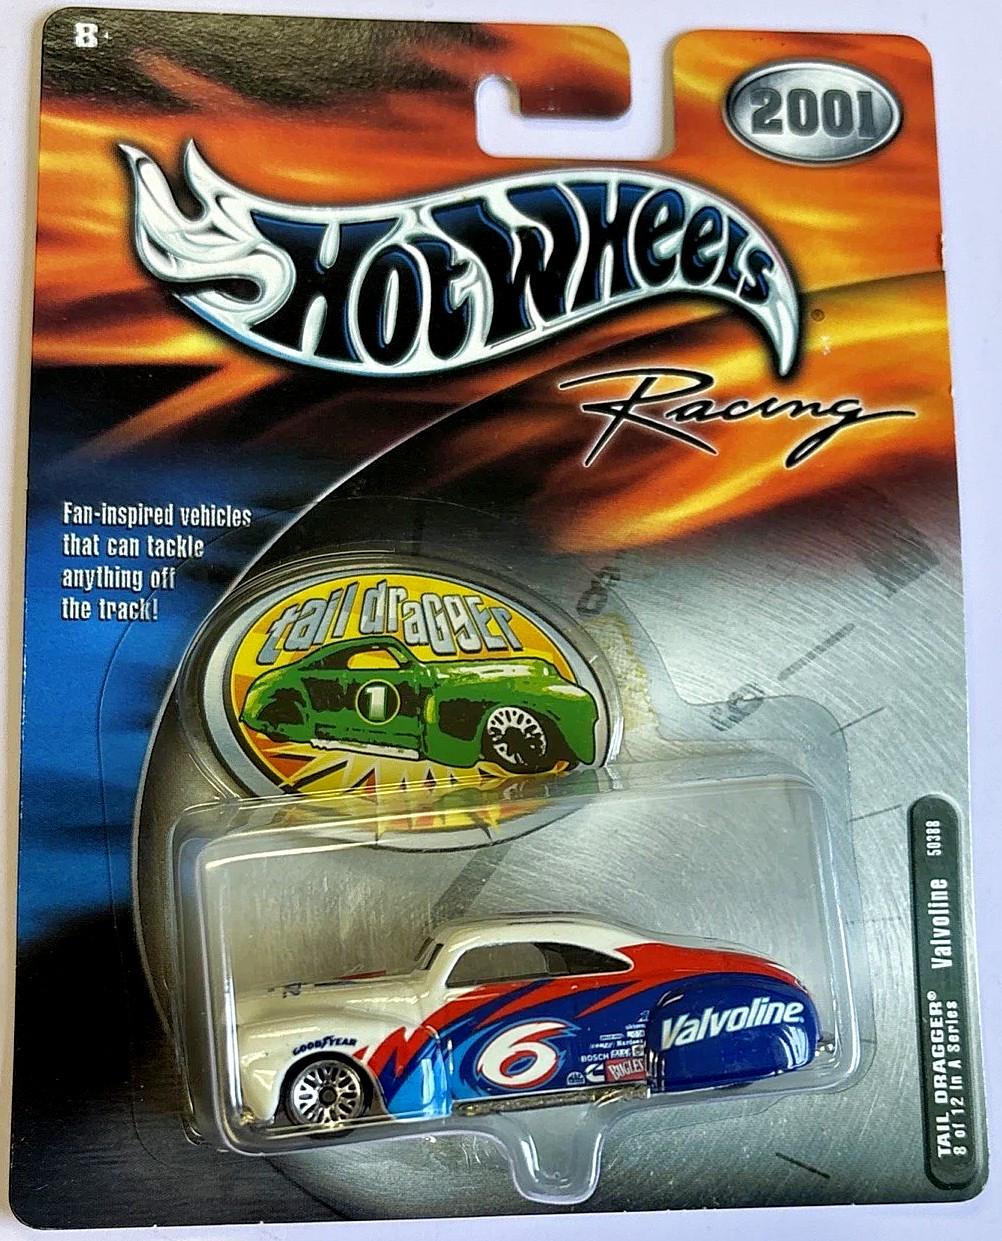 8+
2001
Hot Wheels®
Racing
Fan-inspired vehicles
that can tackle
anything off
the track!
tail dragger
1
GOODYEAR
6
BOSCH
BUGLES
Valvoline
TAIL DRAGGER® Valvoline 50388
8 of 12 In A Series